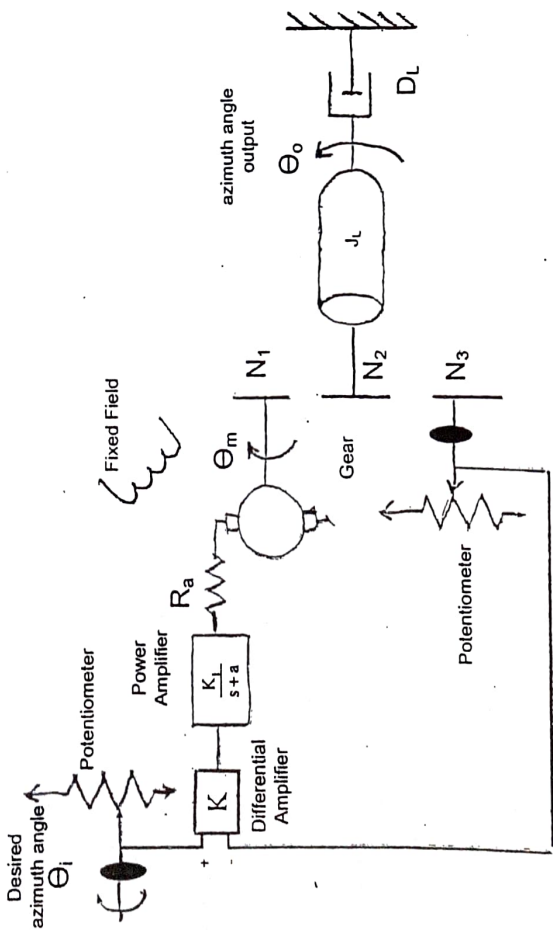 Desired
azimuth angle
Θi
Potentiometer
+
-
K
Differential
Amplifier
Power
Amplifier
K1
s + a
Ra
Fixed Field
Θm
N1
Gear
N2
N3
Potentiometer
JL
azimuth angle
output
Θo
DL